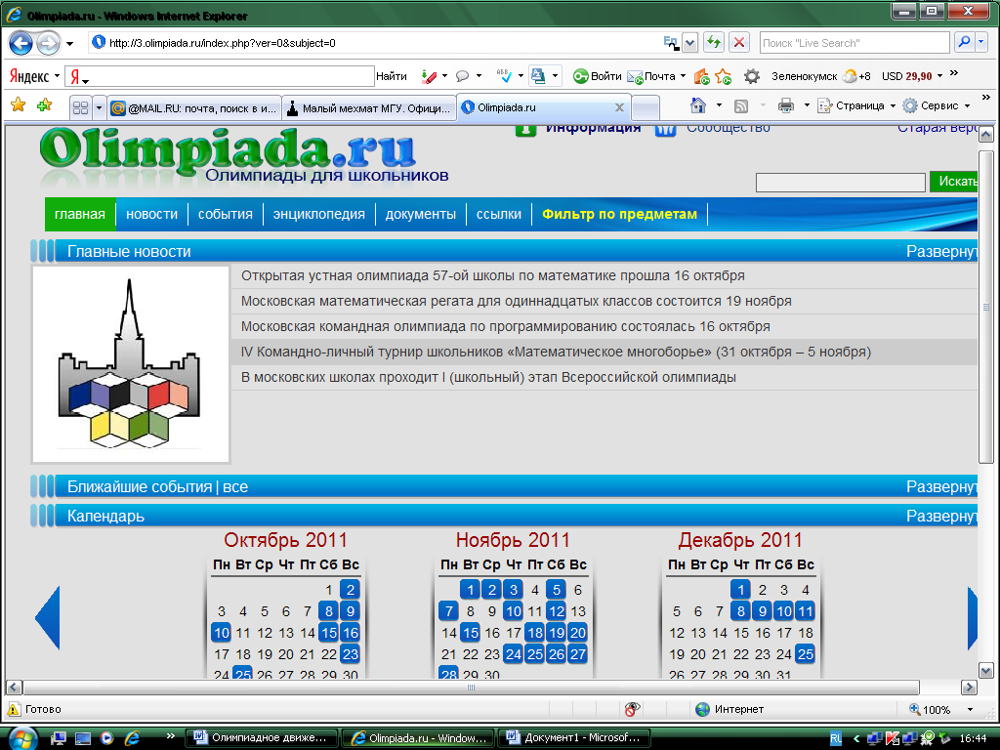 Olimpiada.ru - Windows Internet Explorer
http://3.olimpiada.ru/index.php?ver=0&subject=0
Поиск "Live Search"
Яндекс
Я
Найти
Войти
Почта
Зеленокумск
+8
USD 29,90
@MAIL.RU: почта, поиск в и...
Малый мехмат МГУ. Офици...
Olimpiada.ru
Страница
Сервис
Информация
Сообщество
Olimpiada.ru
Олимпиады для школьников
Искать
главная новости события энциклопедия документы ссылки Фильтр по предметам
Главные новости
Развернут
Открытая устная олимпиада 57-ой школы по математике прошла 16 октября
Московская математическая регата для одиннадцатых классов состоится 19 ноября
Московская командная олимпиада по программированию состоялась 16 октября
IV Командно-личный турнир школьников «Математическое многоборье» (31 октября – 5 ноября)
В московских школах проходит I (школьный) этап Всероссийской олимпиады
Ближайшие события | все
Развернут
Календарь
Развернут
Октябрь 2011
Пн Вт Ср Чт Пт Сб Вс
1 2
3 4 5 6 7 8 9
10 11 12 13 14 15 16
17 18 19 20 21 22 23
24 25 26 27 28 29 30
Ноябрь 2011
Пн Вт Ср Чт Пт Сб Вс
1 2 3 4 5 6
7 8 9 10 11 12 13
14 15 16 17 18 19 20
21 22 23 24 25 26 27
28 29 30
Декабрь 2011
Пн Вт Ср Чт Пт Сб Вс
1 2 3 4
5 6 7 8 9 10 11
12 13 14 15 16 17 18
19 20 21 22 23 24 25
26 27 28 29 30 31
Готово
Интернет
100%
Олимпиадное движе...
Olimpiada.ru - Window...
Документ1 - Microsof...
RL
16:44